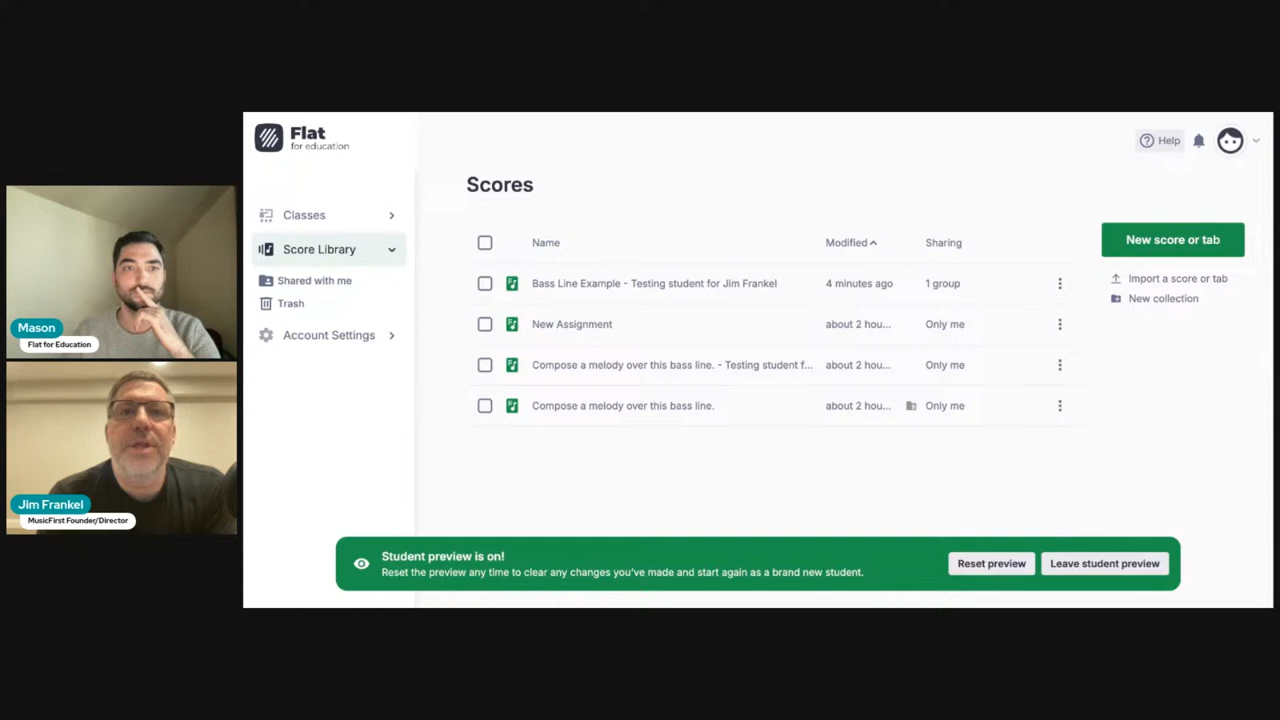 Flat
for education
Help
Classes
Score Library
Shared with me
Trash
Account Settings
Scores
Name
Modified
Sharing
Bass Line Example - Testing student for Jim Frankel
4 minutes ago
1 group
New Assignment
about 2 hou...
Only me
Compose a melody over this bass line. - Testing student f...
about 2 hou...
Only me
Compose a melody over this bass line.
about 2 hou...
Only me
New score or tab
Import a score or tab
New collection
Student preview is on!
Reset the preview any time to clear any changes you've made and start again as a brand new student.
Reset preview
Leave student preview
Mason
Flat for Education
Jim Frankel
MusicFirst Founder/Director